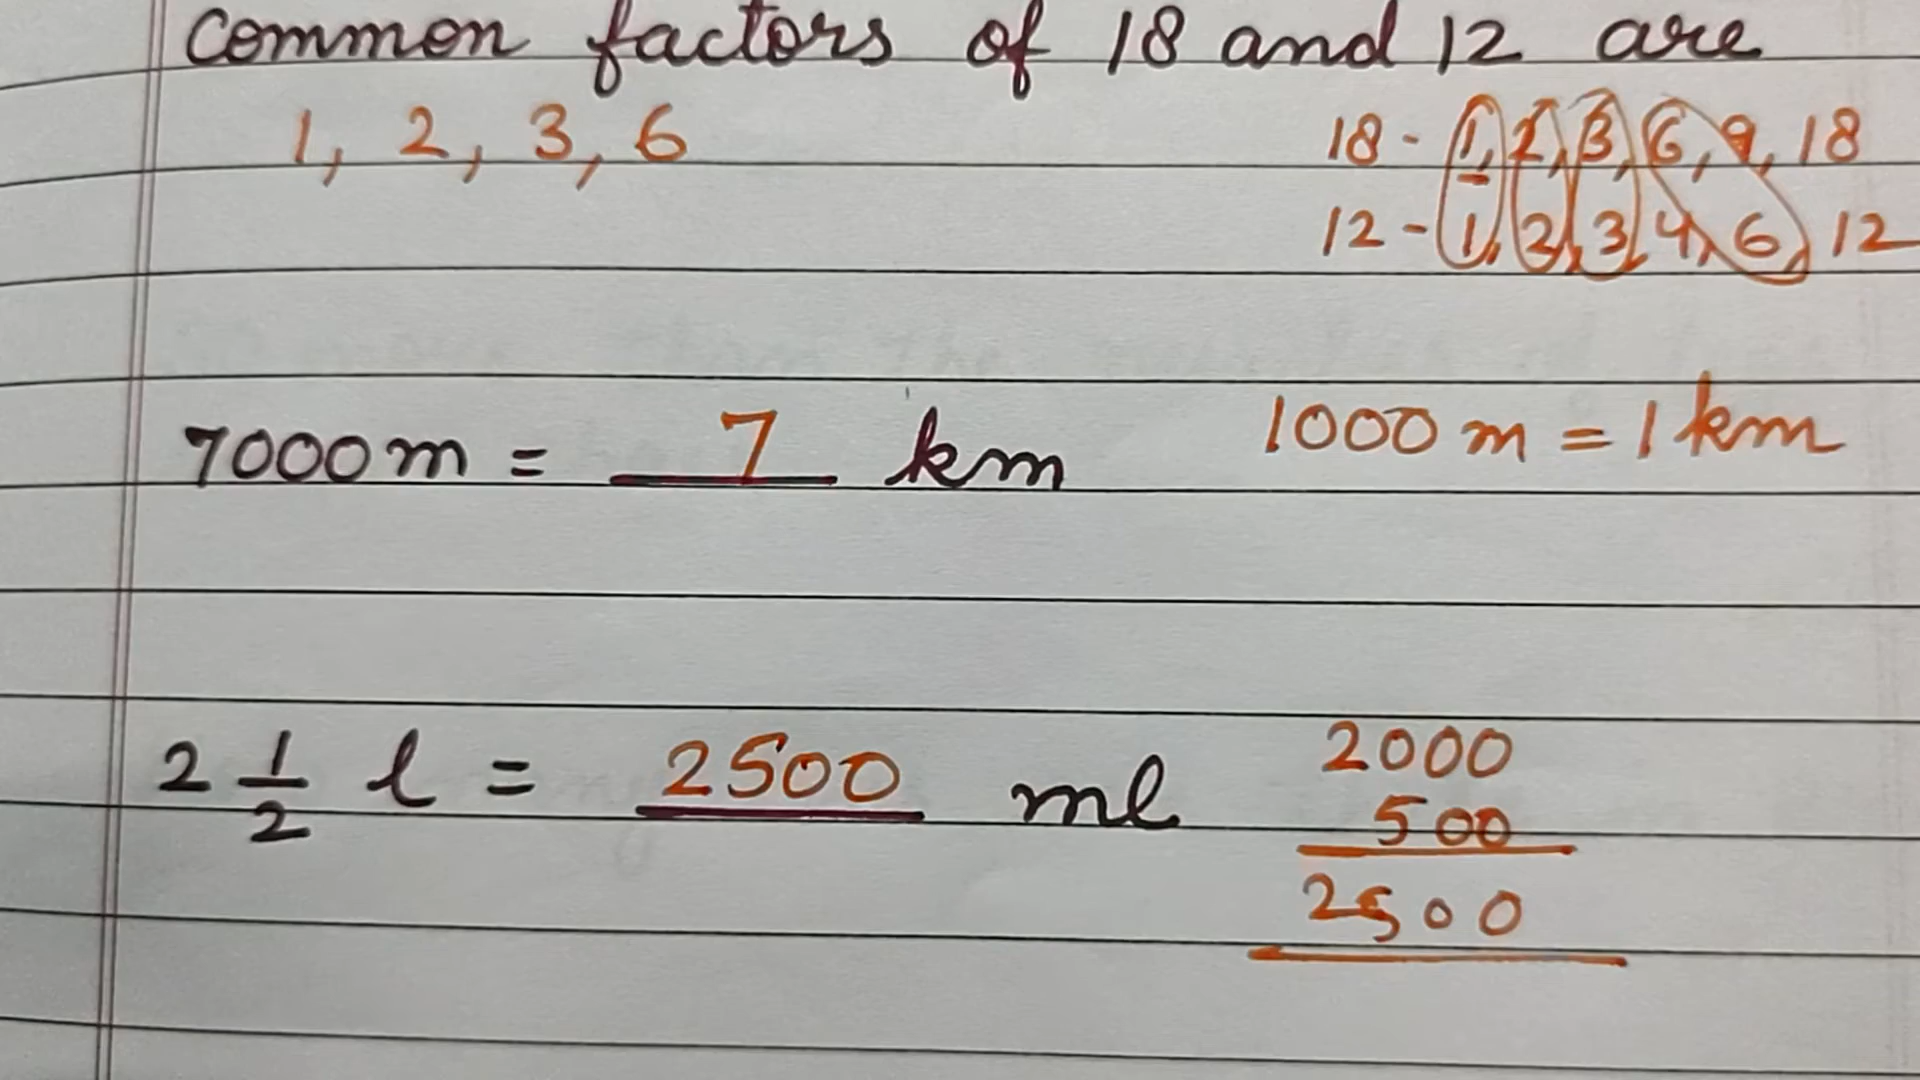 Common factors of 18 and 12 are
1, 2, 3, 6
18 - 1, 2, 3, 6, 9, 18
12 - 1, 2, 3, 4, 6, 12
7000 m = 7 km
1000 m = 1 km
2 1/2 l = 2500 ml
2000
500
2500